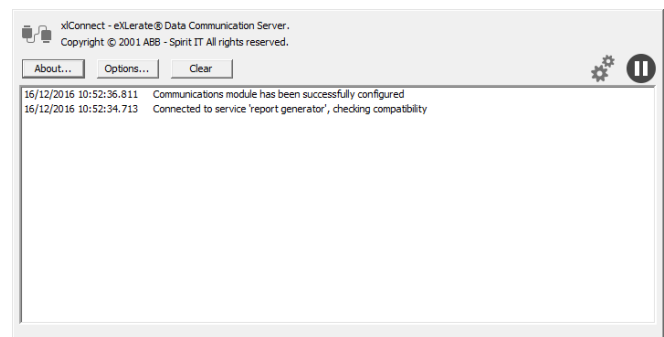 xlConnect - eXLerate® Data Communication Server.
Copyright © 2001 ABB - Spirit IT All rights reserved.
About... Options... Clear
16/12/2016 10:52:36.811 Communications module has been successfully configured
16/12/2016 10:52:34.713 Connected to service 'report generator', checking compatibility